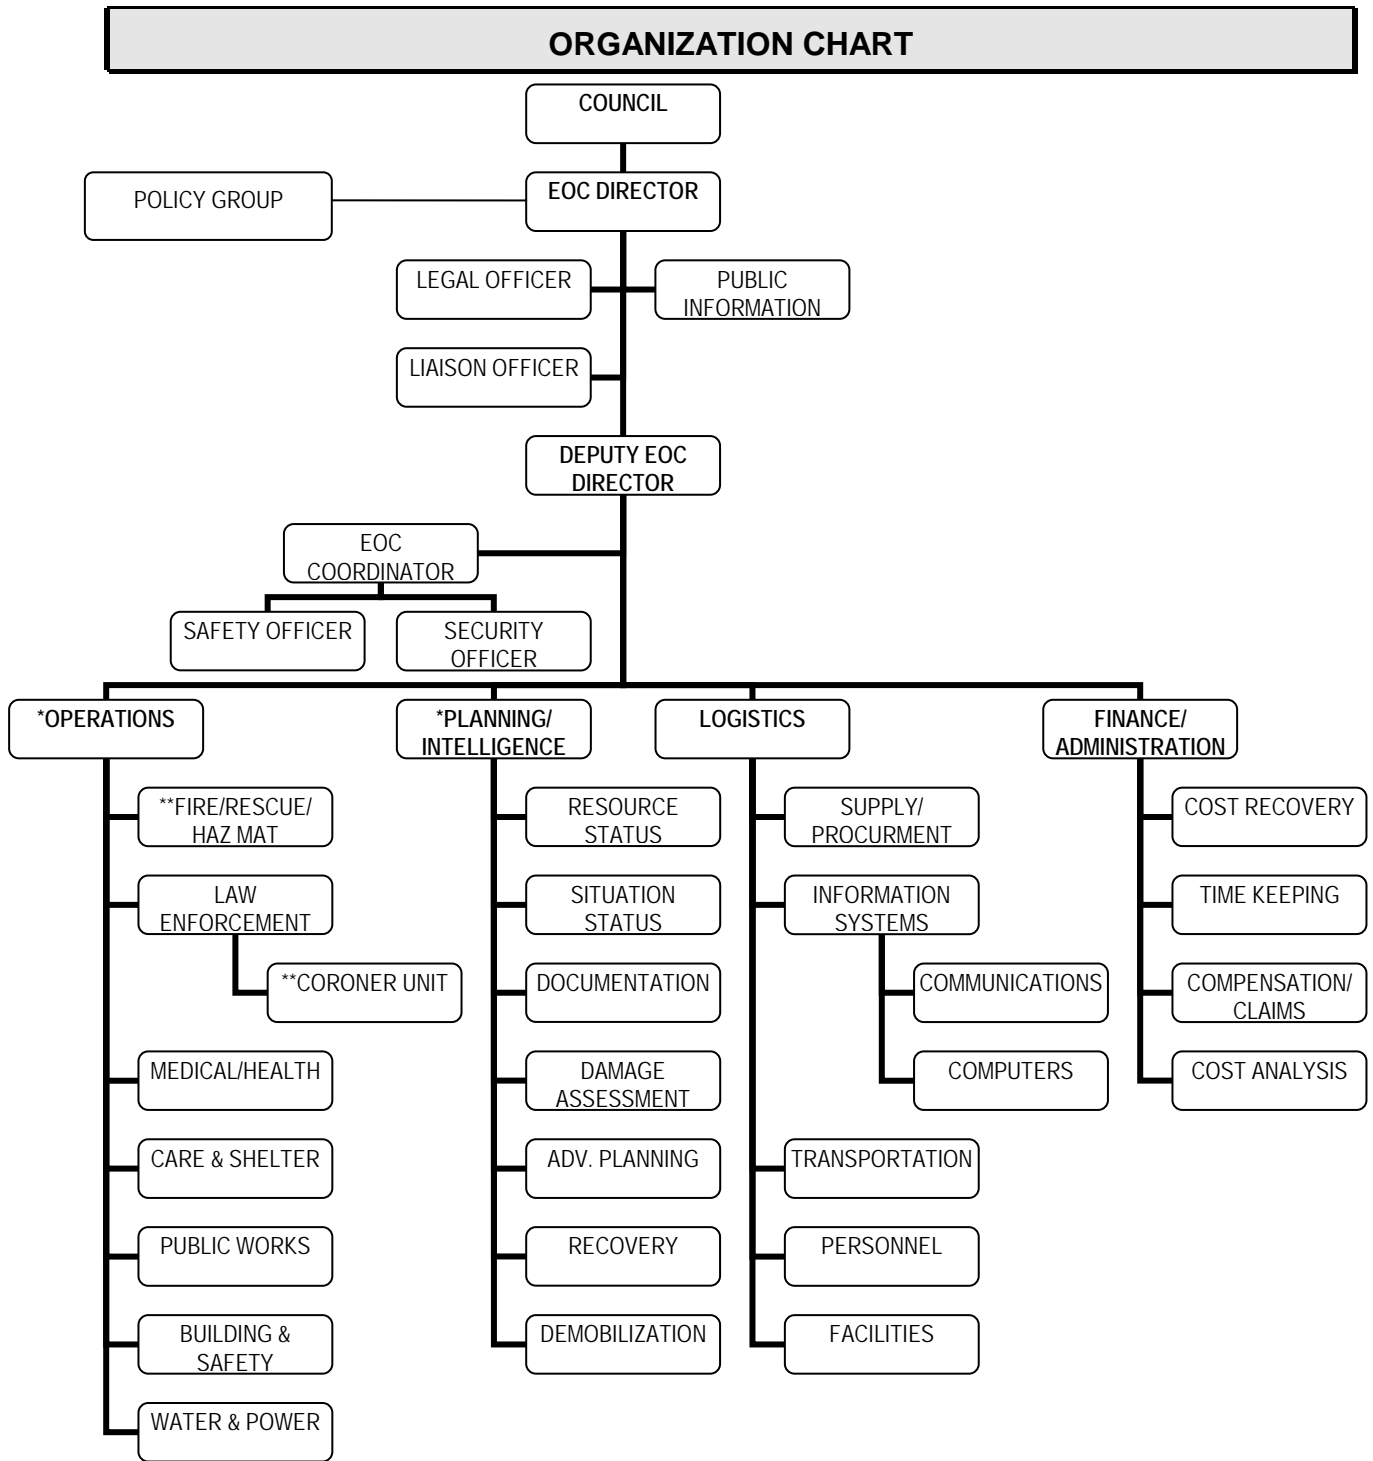 ORGANIZATION CHART
COUNCIL
POLICY GROUP
EOC DIRECTOR
LEGAL OFFICER
PUBLIC
INFORMATION
LIAISON OFFICER
DEPUTY EOC
DIRECTOR
EOC
COORDINATOR
SAFETY OFFICER
SECURITY
OFFICER
*OPERATIONS
*PLANNING/
INTELLIGENCE
LOGISTICS
FINANCE/
ADMINISTRATION
**FIRE/RESCUE/
HAZ MAT
RESOURCE
STATUS
SUPPLY/
PROCURMENT
COST RECOVERY
LAW
ENFORCEMENT
SITUATION
STATUS
INFORMATION
SYSTEMS
TIME KEEPING
**CORONER UNIT
DOCUMENTATION
COMMUNICATIONS
COMPENSATION/
CLAIMS
MEDICAL/HEALTH
DAMAGE
ASSESSMENT
COMPUTERS
COST ANALYSIS
CARE & SHELTER
ADV. PLANNING
TRANSPORTATION
PUBLIC WORKS
RECOVERY
PERSONNEL
BUILDING &
SAFETY
DEMOBILIZATION
FACILITIES
WATER & POWER